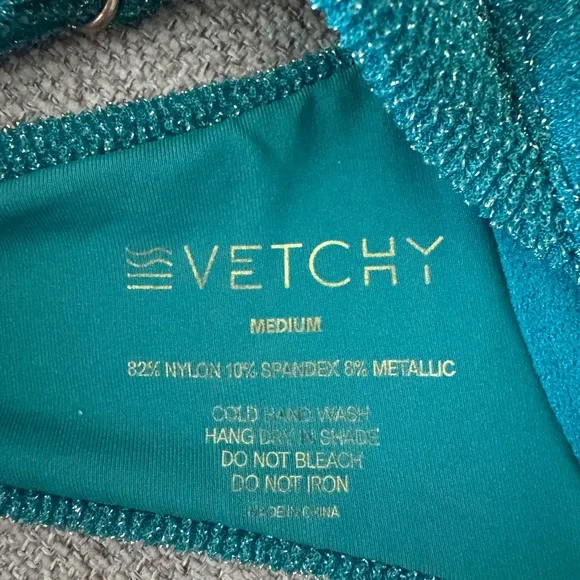 VETCHY
MEDIUM
82% NYLON 10% SPANDEX 8% METALLIC
COLD HAND WASH
HANG DRY IN SHADE
DO NOT BLEACH
DO NOT IRON
MADE IN CHINA